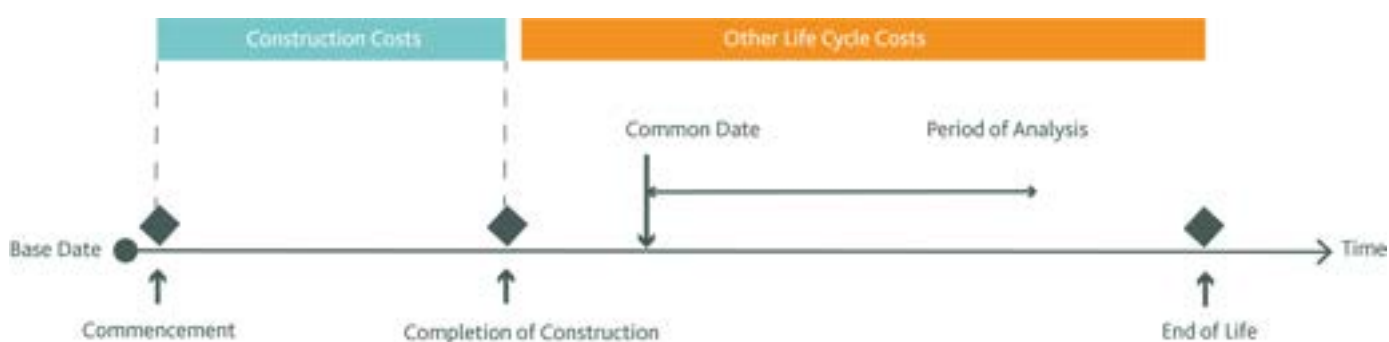 Construction Costs
Other Life Cycle Costs
Common Date
Period of Analysis
Base Date
Time
Commencement
Completion of Construction
End of Life